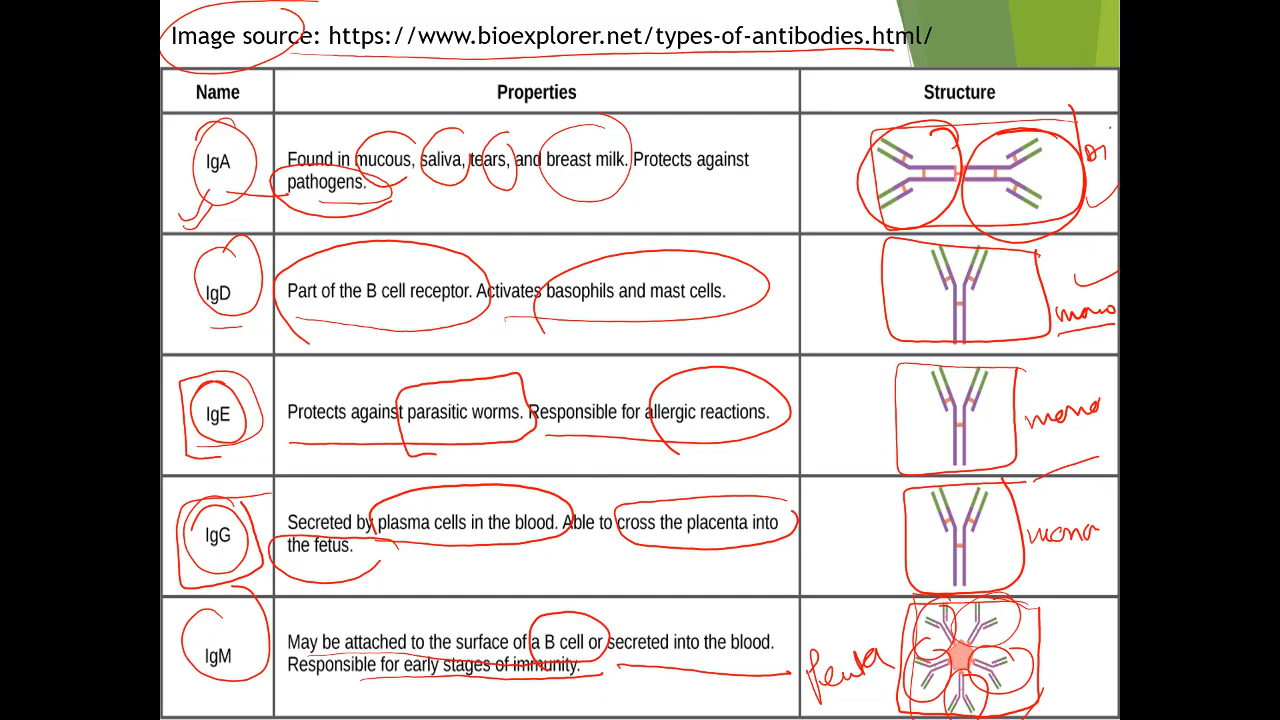 Image source: https://www.bioexplorer.net/types-of-antibodies.html/
Name Properties Structure
IgA
Found in mucous, saliva, tears, and breast milk. Protects against
pathogens.
Di
IgD
Part of the B cell receptor. Activates basophils and mast cells.
mono
IgE
Protects against parasitic worms. Responsible for allergic reactions.
mono
IgG
Secreted by plasma cells in the blood. Able to cross the placenta into
the fetus.
mono
IgM
May be attached to the surface of a B cell or secreted into the blood.
Responsible for early stages of immunity.
Penta